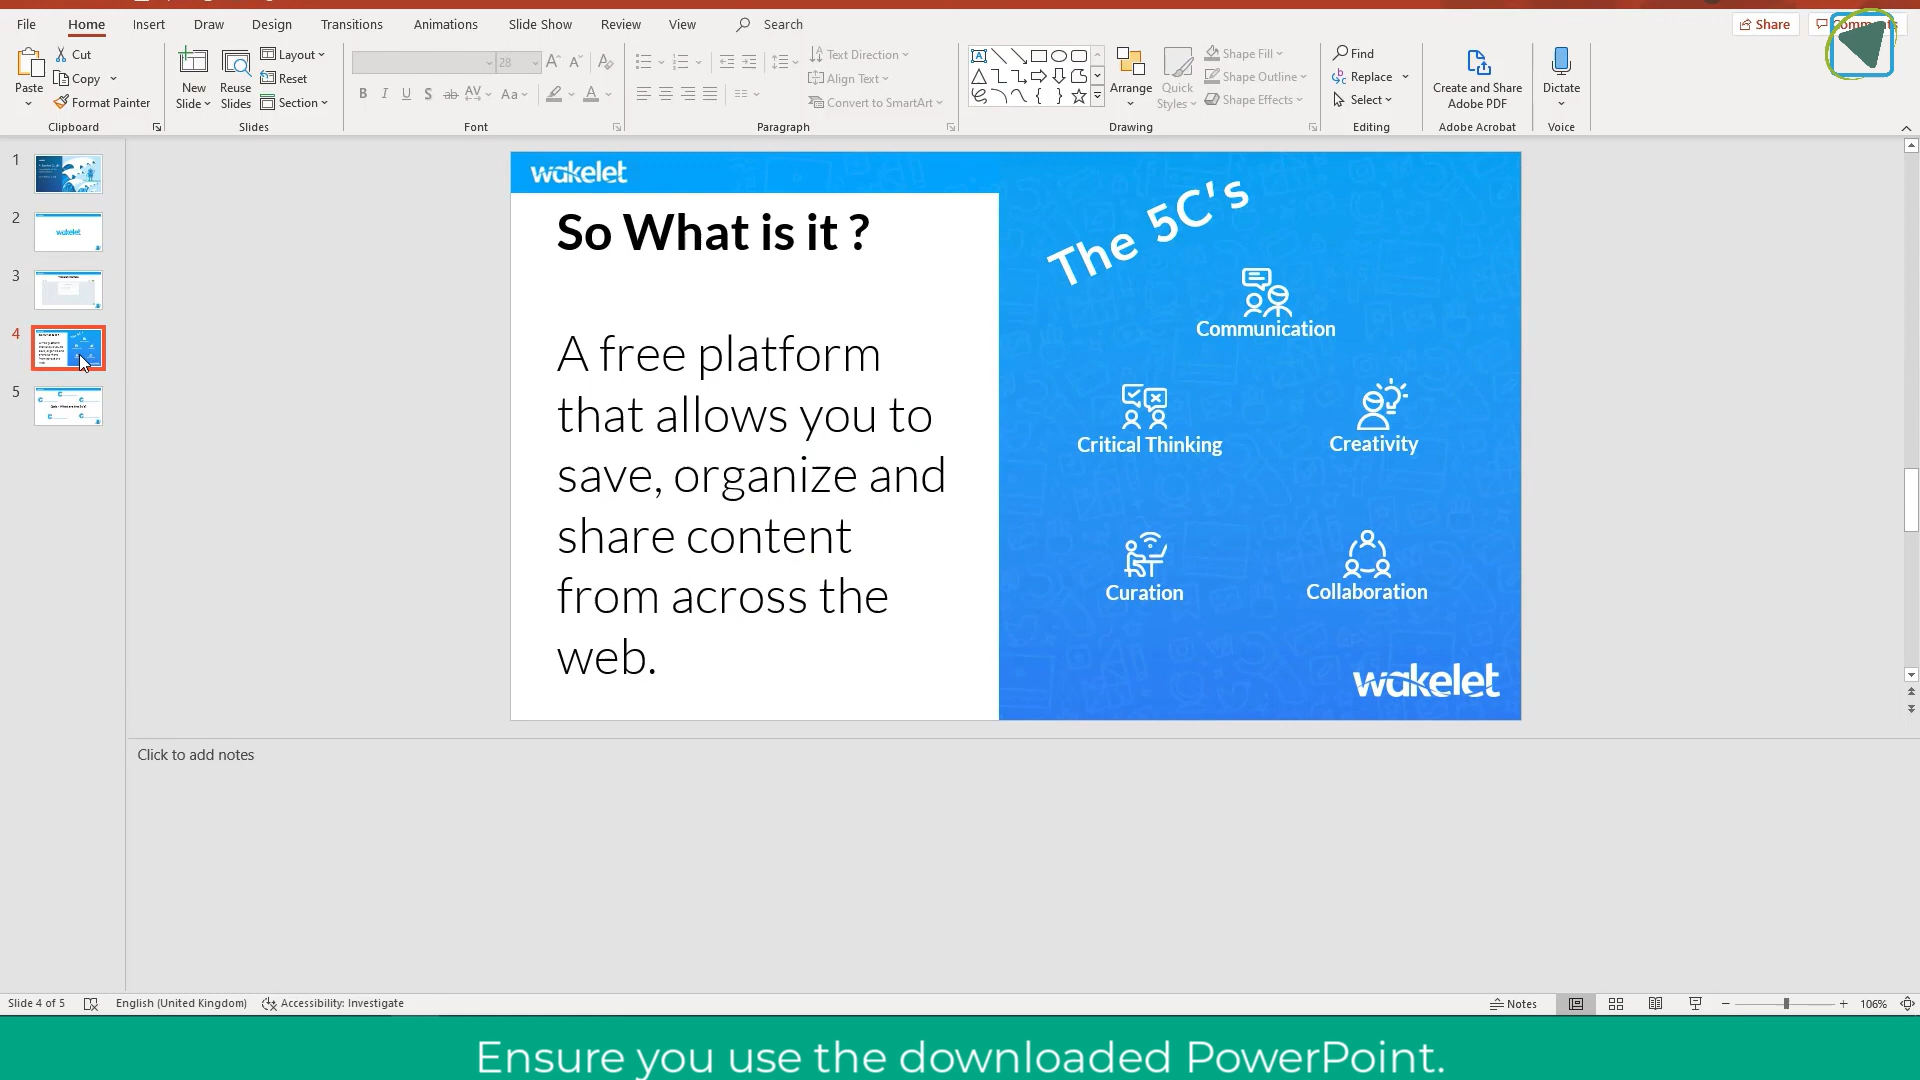 File Home Insert Draw Design Transitions Animations Slide Show Review View Search Share
Paste
Cut
Copy
Format Painter
Clipboard
New Slide
Reuse Slides
Layout
Reset
Section
Slides
28
B I U S ab AV Aa A
Font
Text Direction
Align Text
Convert to SmartArt
Paragraph
Arrange
Quick Styles
Shape Fill
Shape Outline
Shape Effects
Drawing
Find
Replace
Select
Editing
Create and Share Adobe PDF
Adobe Acrobat
Dictate
Voice
1
2
wakelet
3
4
5
wakelet
So What is it ?
A free platform
that allows you to
save, organize and
share content
from across the
web.
The 5C's
Communication
Critical Thinking
Creativity
Curation
Collaboration
wakelet
Click to add notes
Slide 4 of 5 English (United Kingdom) Accessibility: Investigate Notes 106%
Ensure you use the downloaded PowerPoint.